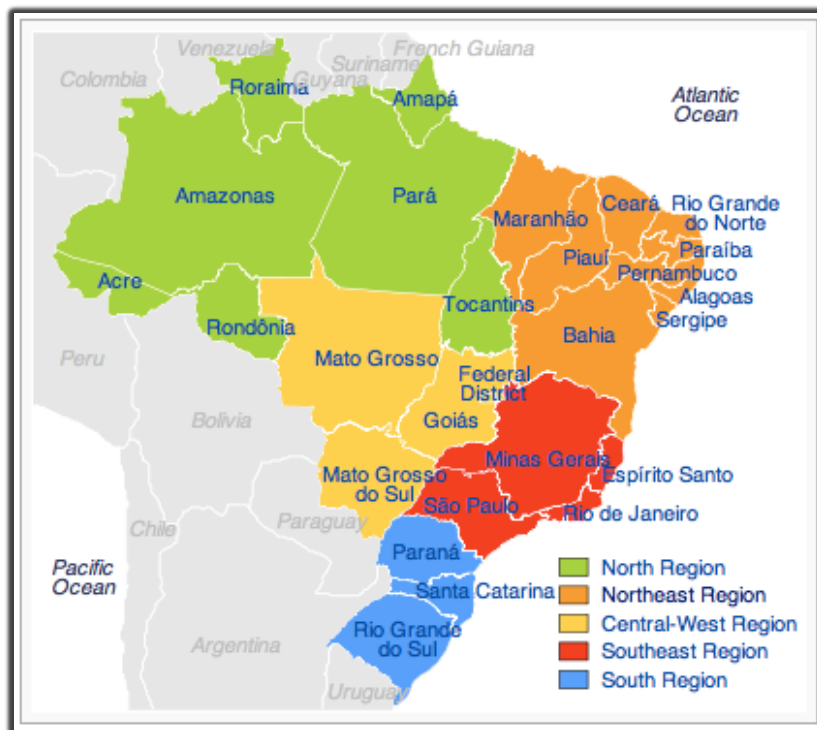 Venezuela
French Guiana
Suriname
Colombia
Guyana
Roraima
Amapá
Atlantic
Ocean
Amazonas
Pará
Maranhão
Ceará
Rio Grande
do Norte
Piauí
Paraíba
Pernambuco
Acre
Tocantins
Alagoas
Rondônia
Sergipe
Bahia
Peru
Mato Grosso
Federal
District
Goiás
Bolivia
Minas Gerais
Espírito Santo
Mato Grosso
do Sul
São Paulo
Rio de Janeiro
Paraguay
Chile
Paraná
Pacific
Ocean
Santa Catarina
Rio Grande
do Sul
Argentina
Uruguay
North Region
Northeast Region
Central-West Region
Southeast Region
South Region